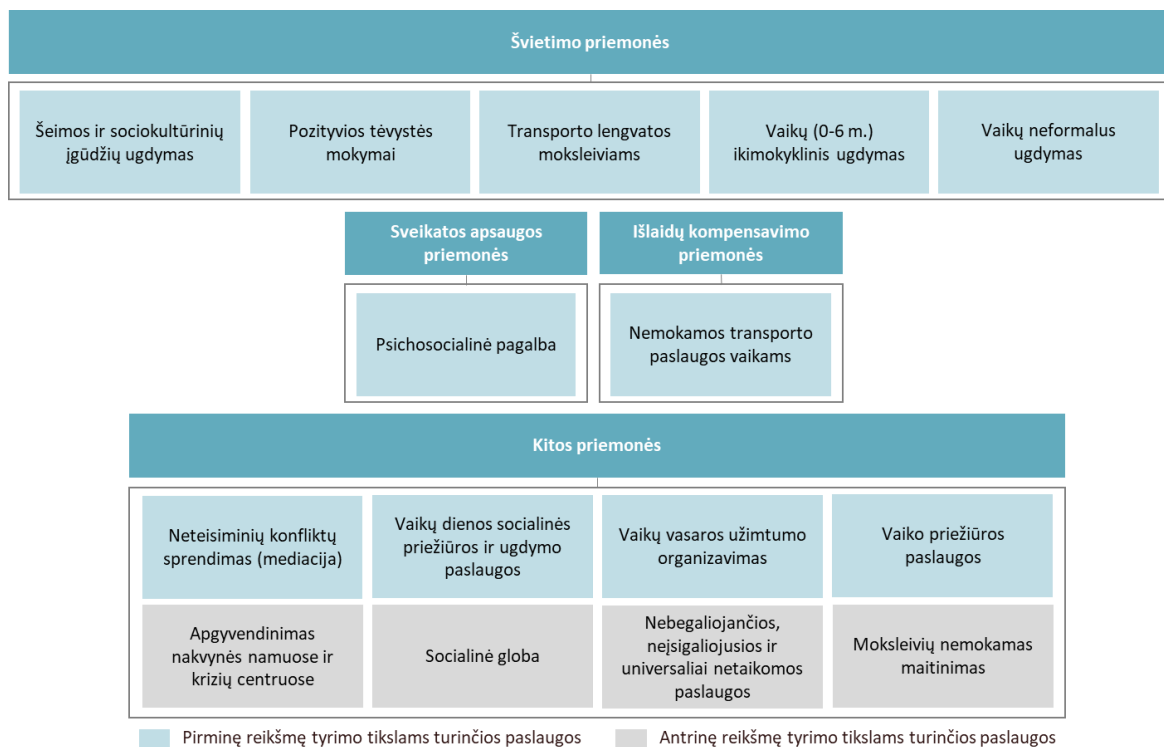 Švietimo priemonės
Šeimos ir sociokultūrinių
įgūdžių ugdymas
Pozityvios tėvystės
mokymai
Transporto lengvatos
moksleiviams
Vaikų (0-6 m.)
ikimokyklinis ugdymas
Vaikų neformalus
ugdymas
Sveikatos apsaugos
priemonės
Išlaidų kompensavimo
priemonės
Psichosocialinė pagalba
Nemokamos transporto
paslaugos vaikams
Kitos priemonės
Neteisiminių konfliktų
sprendimas (mediacija)
Vaikų dienos socialinės
priežiūros ir ugdymo
paslaugos
Vaikų vasaros užimtumo
organizavimas
Vaiko priežiūros
paslaugos
Apgyvendinimas
nakvynės namuose ir
krizių centruose
Socialinė globa
Nebegaliojančios,
neįsigaliojusios ir
universaliai netaikomos
paslaugos
Moksleivių nemokamas
maitinimas
Pirminę reikšmę tyrimo tikslams turinčios paslaugos
Antrinę reikšmę tyrimo tikslams turinčios paslaugos